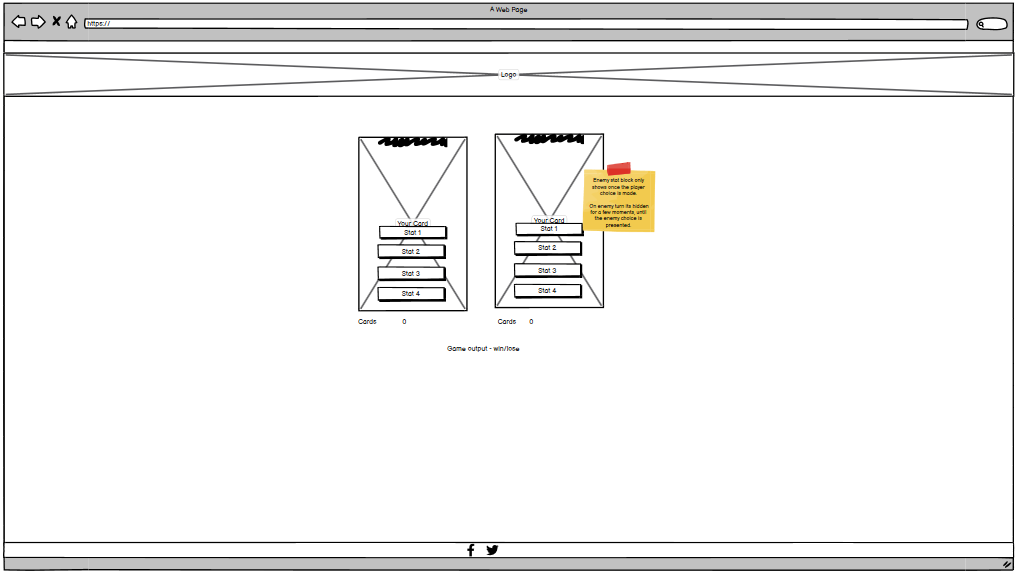 A Web Page
https://
Logo
Your Card
Stat 1
Stat 2
Stat 3
Stat 4
Cards 0
Your Card
Stat 1
Stat 2
Stat 3
Stat 4
Cards 0
Enemy stat block only
shows once the player
choice is made.
On enemy turn its hidden
for a few moments, until
the enemy choice is
presented.
Game output - win/lose